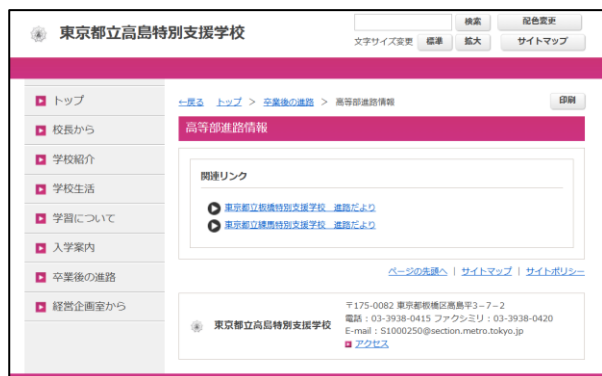 東京都立高島特別支援学校
検索
配色変更
文字サイズ変更 標準 拡大 サイトマップ
トップ
校長から
学校紹介
学校生活
学習について
入学案内
卒業後の進路
経営企画室から
←戻る トップ > 卒業後の進路 > 高等部進路情報
印刷
高等部進路情報
関連リンク
東京都立板橋特別支援学校 進路だより
東京都立練馬特別支援学校 進路だより
ページの先頭へ | サイトマップ | サイトポリシー
東京都立高島特別支援学校
〒175-0082 東京都板橋区高島平3-7-2
電話：03-3938-0415 ファクシミリ：03-3938-0420
E-mail：S1000250@section.metro.tokyo.jp
アクセス